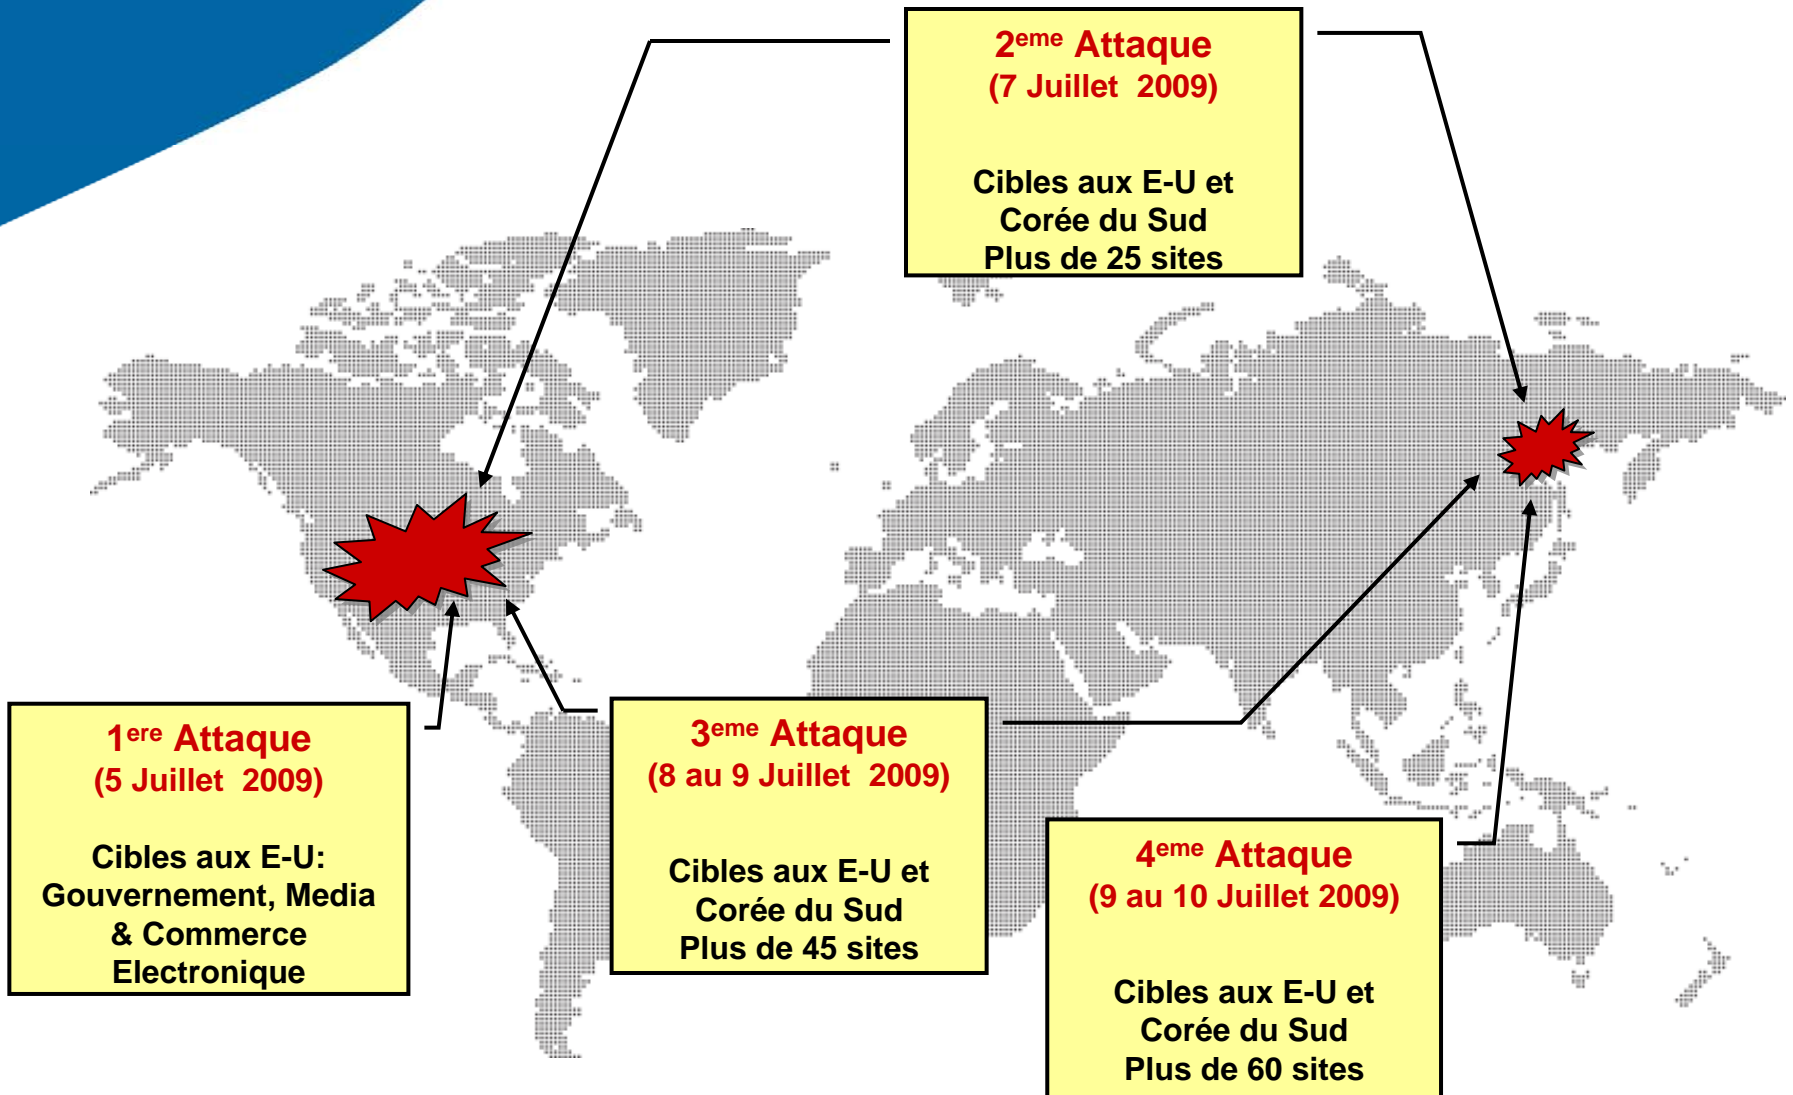 2eme Attaque
(7 Juillet 2009)
Cibles aux E-U et
Corée du Sud
Plus de 25 sites
1ere Attaque
(5 Juillet 2009)
Cibles aux E-U:
Gouvernement, Media
& Commerce
Electronique
3eme Attaque
(8 au 9 Juillet 2009)
Cibles aux E-U et
Corée du Sud
Plus de 45 sites
4eme Attaque
(9 au 10 Juillet 2009)
Cibles aux E-U et
Corée du Sud
Plus de 60 sites